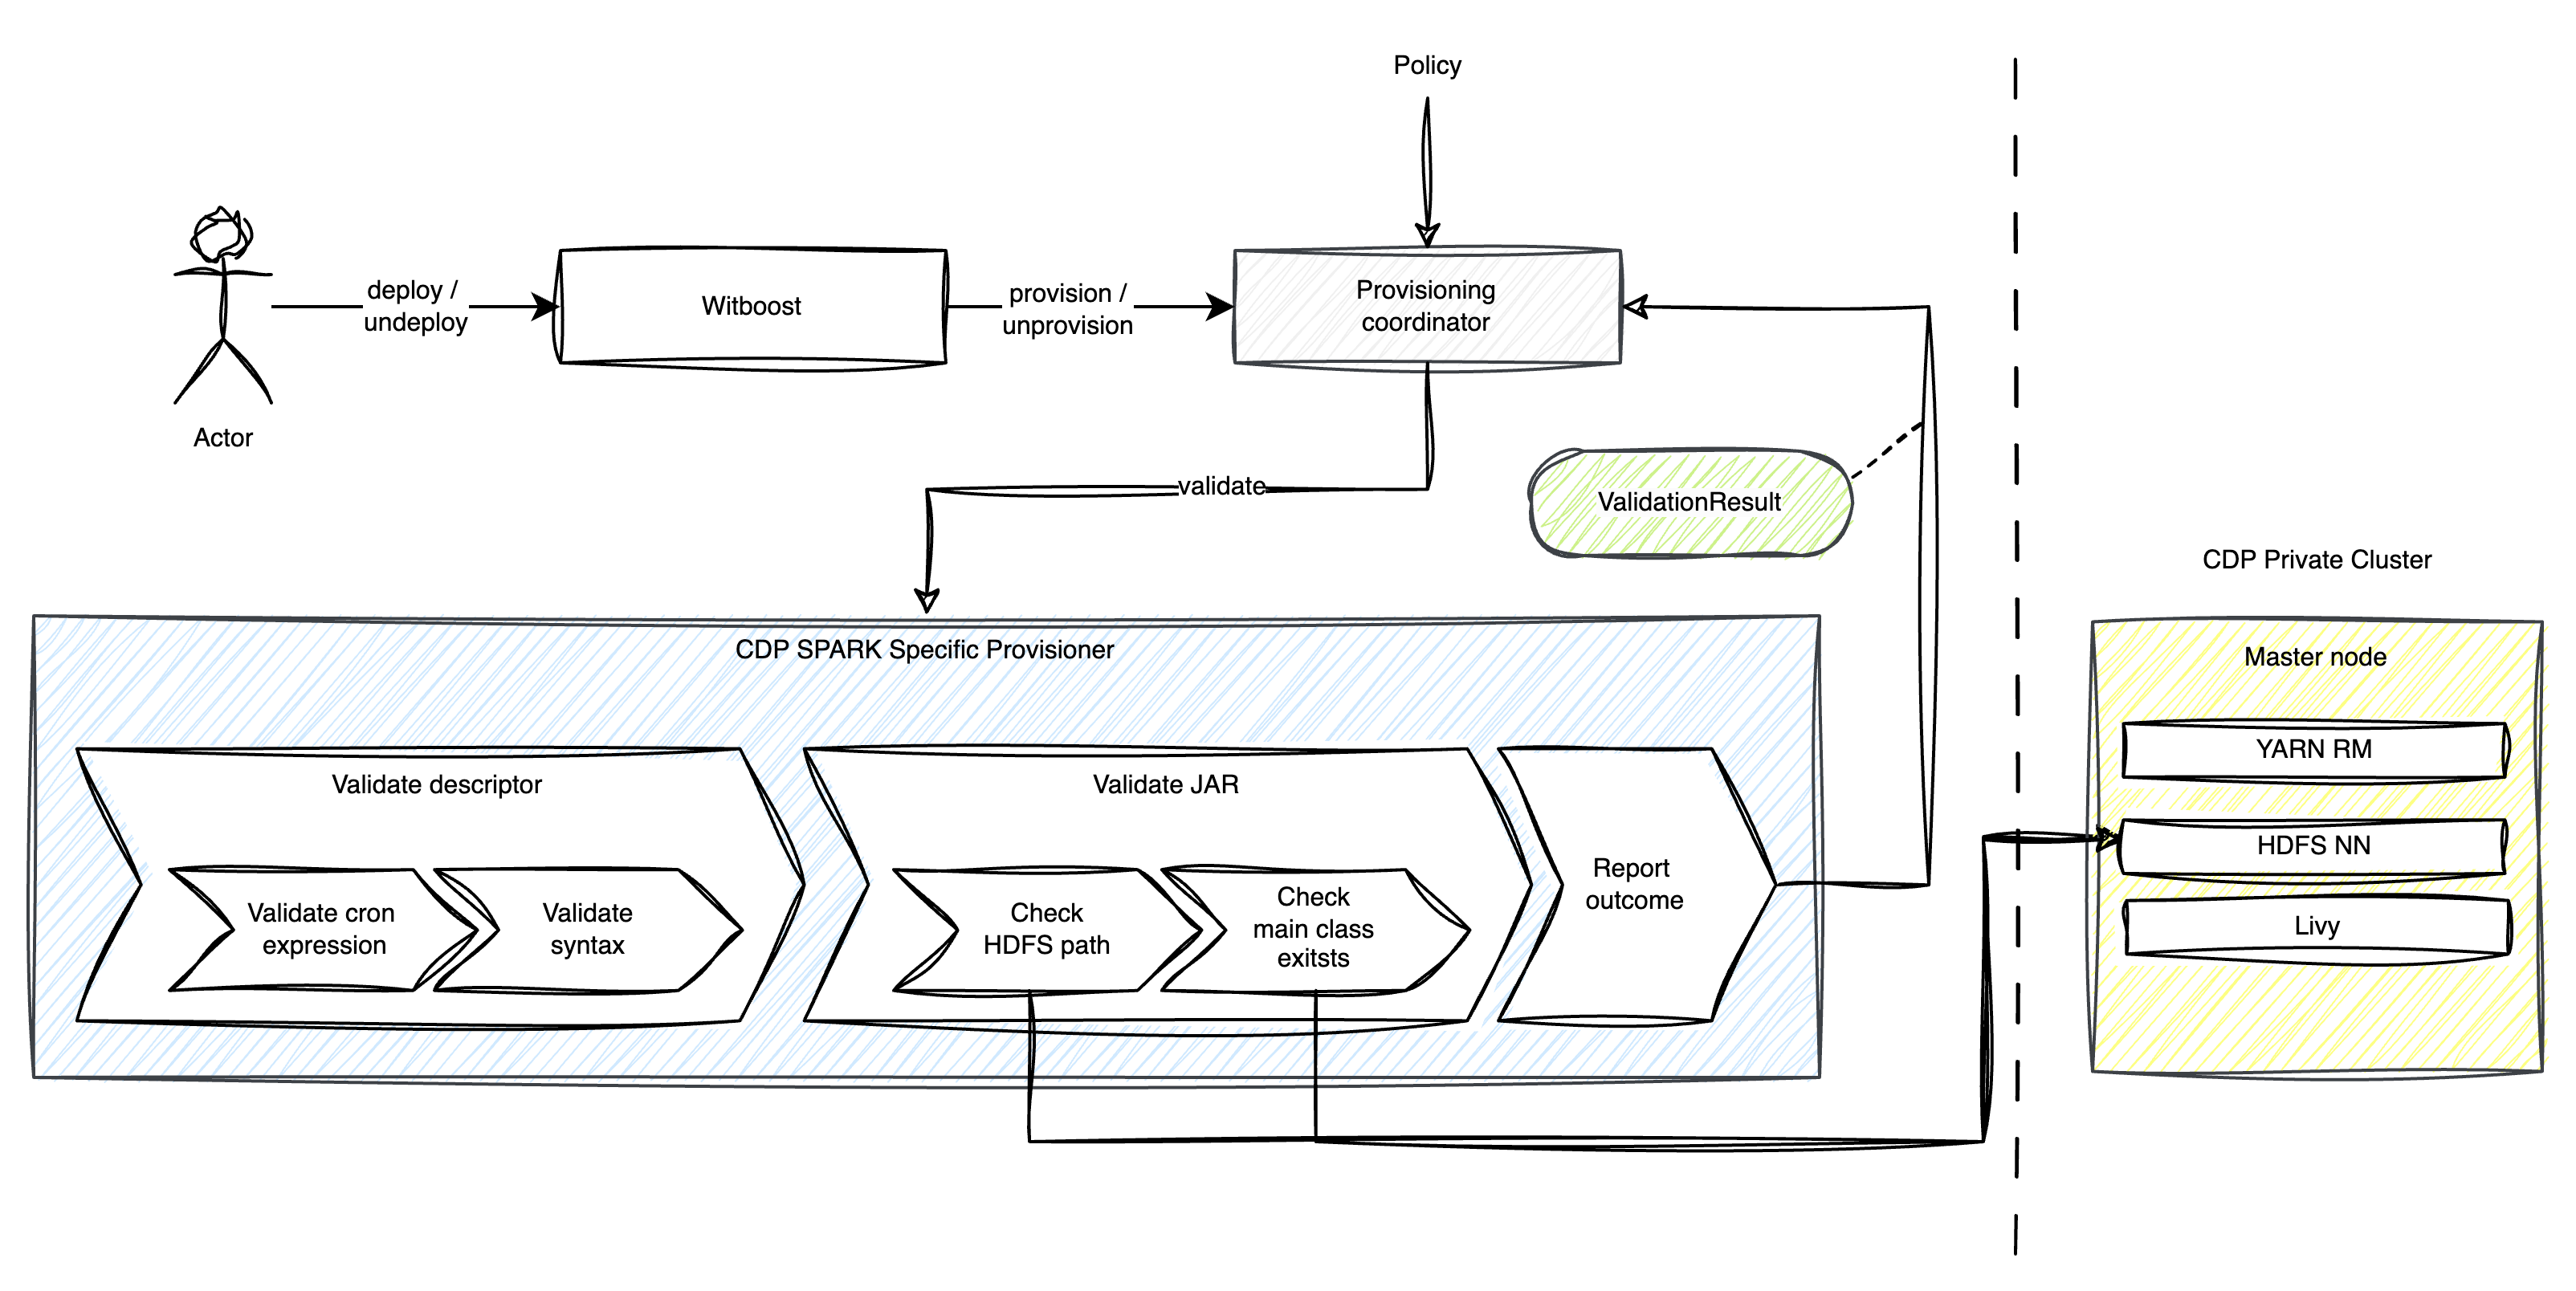 Policy
deploy /
undeploy
Witboost
provision /
unprovision
Provisioning
coordinator
Actor
validate
ValidationResult
CDP Private Cluster
CDP SPARK Specific Provisioner
Master node
Validate descriptor
Validate cron
expression
Validate
syntax
Validate JAR
Check
HDFS path
Check
main class
exitsts
Report
outcome
YARN RM
HDFS NN
Livy